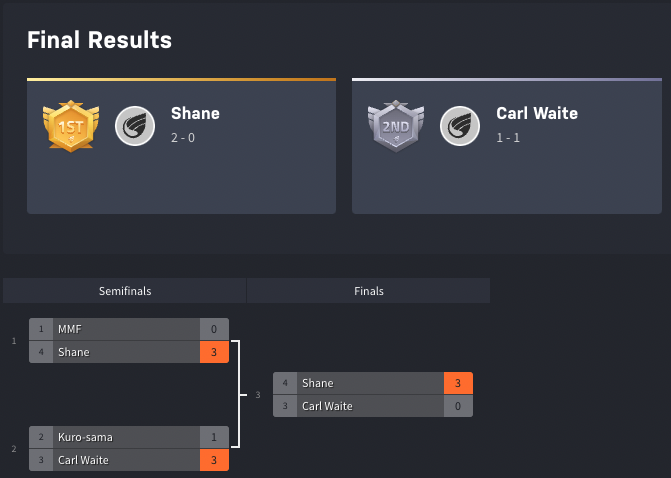 Final Results
1ST
Shane
2 - 0
2ND
Carl Waite
1 - 1
Semifinals
Finals
1
1 MMF 0
4 Shane 3
3
4 Shane 3
3 Carl Waite 0
2
2 Kuro-sama 1
3 Carl Waite 3